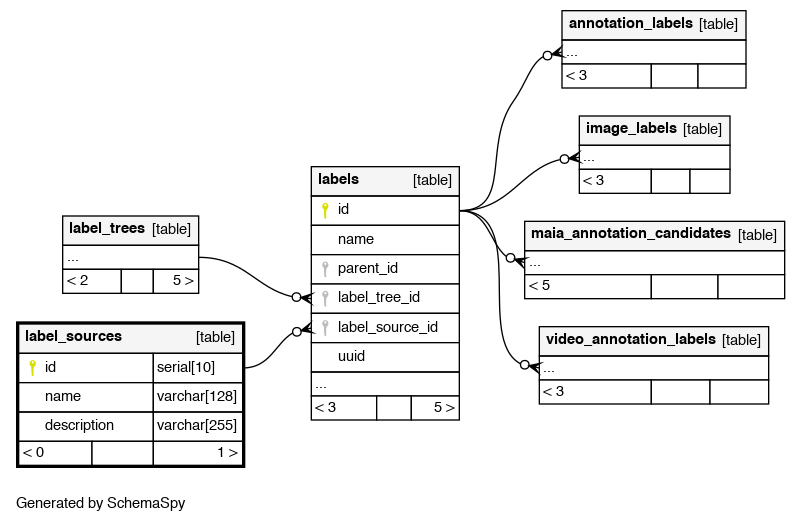 annotation_labels [table]
...
< 3
image_labels [table]
...
< 3
labels [table]
id
name
parent_id
label_tree_id
label_source_id
uuid
...
< 3 5 >
label_trees [table]
...
< 2 5 >
maia_annotation_candidates [table]
...
< 5
label_sources [table]
id serial[10]
name varchar[128]
description varchar[255]
< 0 1 >
video_annotation_labels [table]
...
< 3
Generated by SchemaSpy